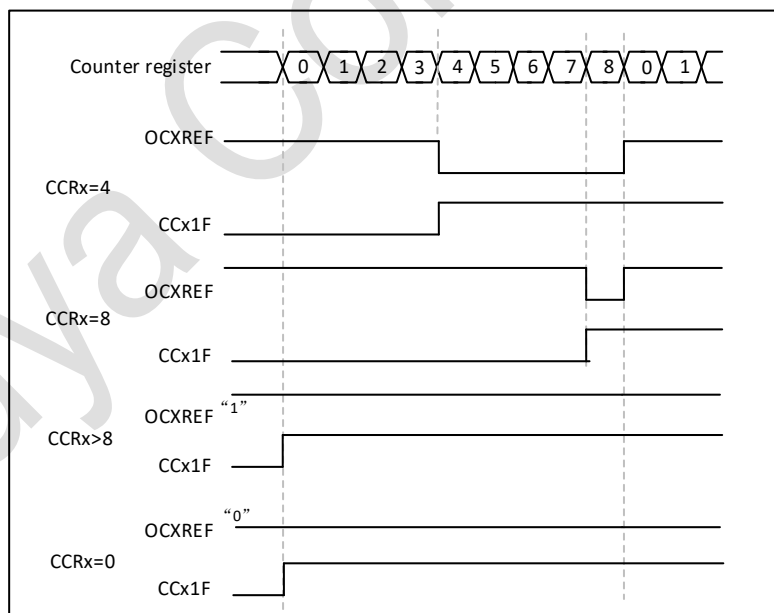 Counter register 0 1 2 3 4 5 6 7 8 0 1
OCXREF
CCRx=4
CCx1F
OCXREF
CCRx=8
CCx1F
OCXREF “1”
CCRx>8
CCx1F
OCXREF “0”
CCRx=0
CCx1F